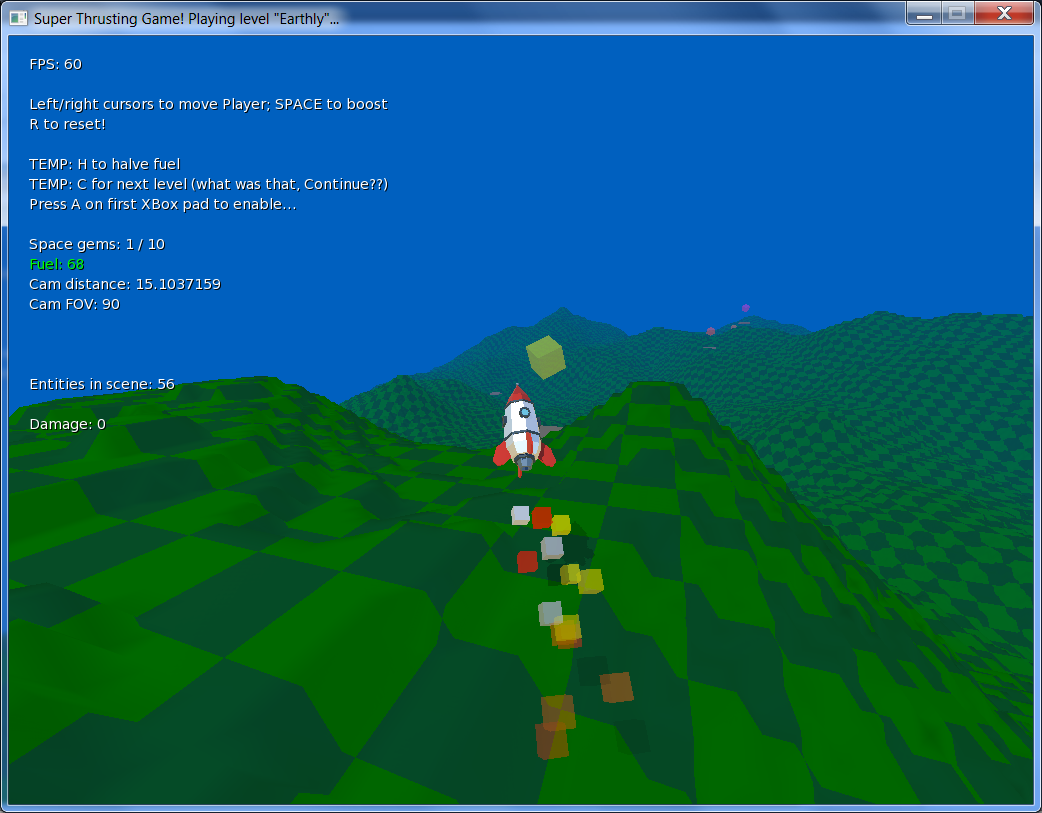 Super Thrusting Game! Playing level "Earthly"...
FPS: 60
Left/right cursors to move Player; SPACE to boost
R to reset!
TEMP: H to halve fuel
TEMP: C for next level (what was that, Continue??)
Press A on first XBox pad to enable...
Space gems: 1 / 10
Fuel: 68
Cam distance: 15.1037159
Cam FOV: 90
Entities in scene: 56
Damage: 0